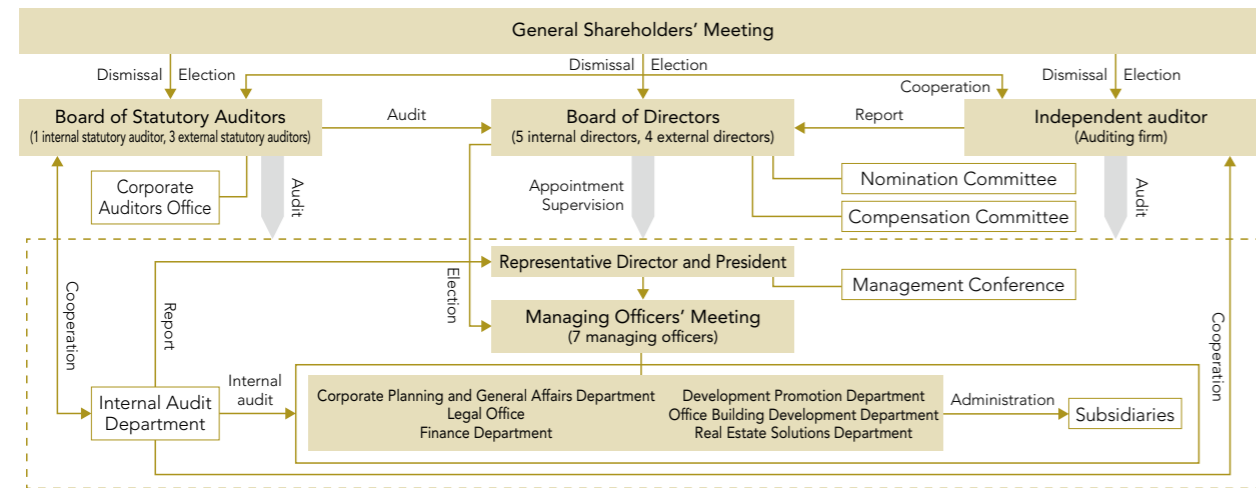 General Shareholders’ Meeting
Dismissal
Election
Dismissal
Election
Cooperation
Dismissal
Election
Board of Statutory Auditors
(1 internal statutory auditor, 3 external statutory auditors)
Audit
Board of Directors
(5 internal directors, 4 external directors)
Report
Independent auditor
(Auditing firm)
Corporate
Auditors Office
Audit
Appointment
Supervision
Nomination Committee
Compensation Committee
Audit
Representative Director and President
Management Conference
Cooperation
Report
Election
Managing Officers’ Meeting
(7 managing officers)
Cooperation
Internal Audit
Department
Internal
audit
Corporate Planning and General Affairs Department
Legal Office
Finance Department
Development Promotion Department
Office Building Development Department
Real Estate Solutions Department
Administration
Subsidiaries